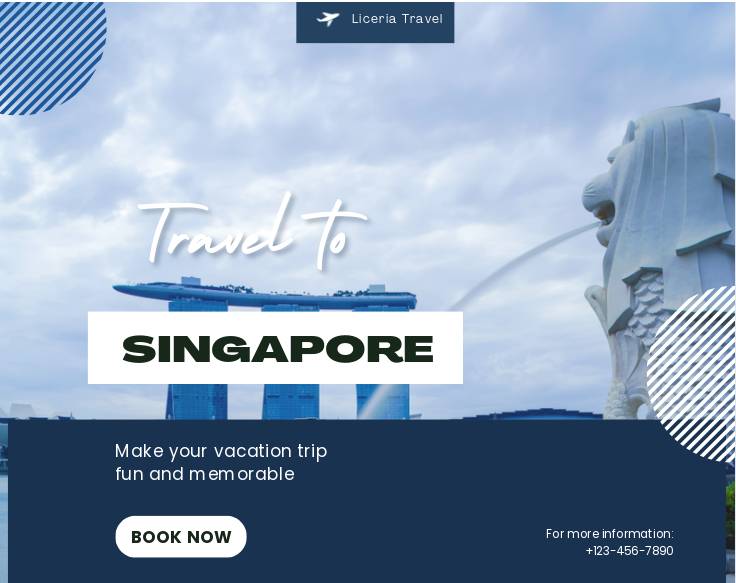 Liceria Travel
Travel to
SINGAPORE
Make your vacation trip
fun and memorable
BOOK NOW
For more information:
+123-456-7890